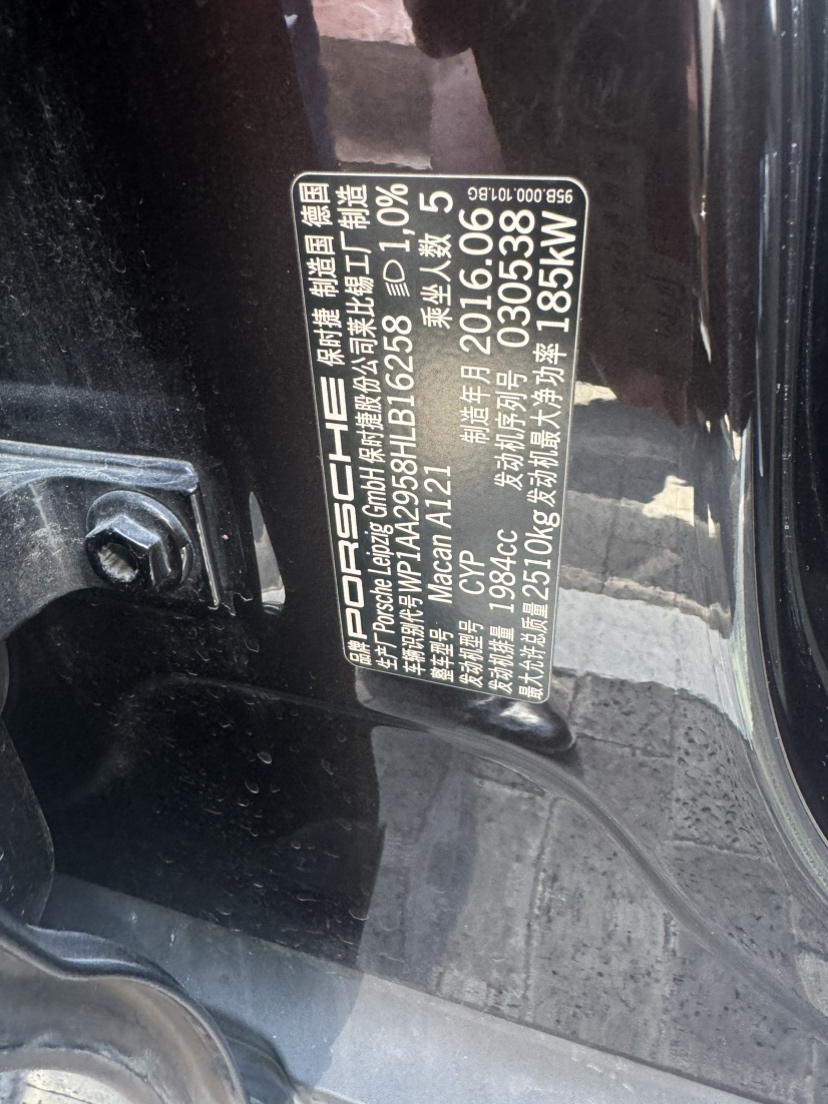 品牌 PORSCHE 保时捷 制造国 德国
生产厂 Porsche Leipzig GmbH 保时捷股份公司莱比锡工厂制造
车辆识别代号 WP1AA2958HLB16258 1,0%
整车型号 Macan A121 乘坐人数 5
发动机型号 CYP 制造年月 2016.06
发动机排量 1984cc 发动机序列号 030538
最大允许总质量 2510kg 发动机最大净功率 185kW
95B.000.101.BG